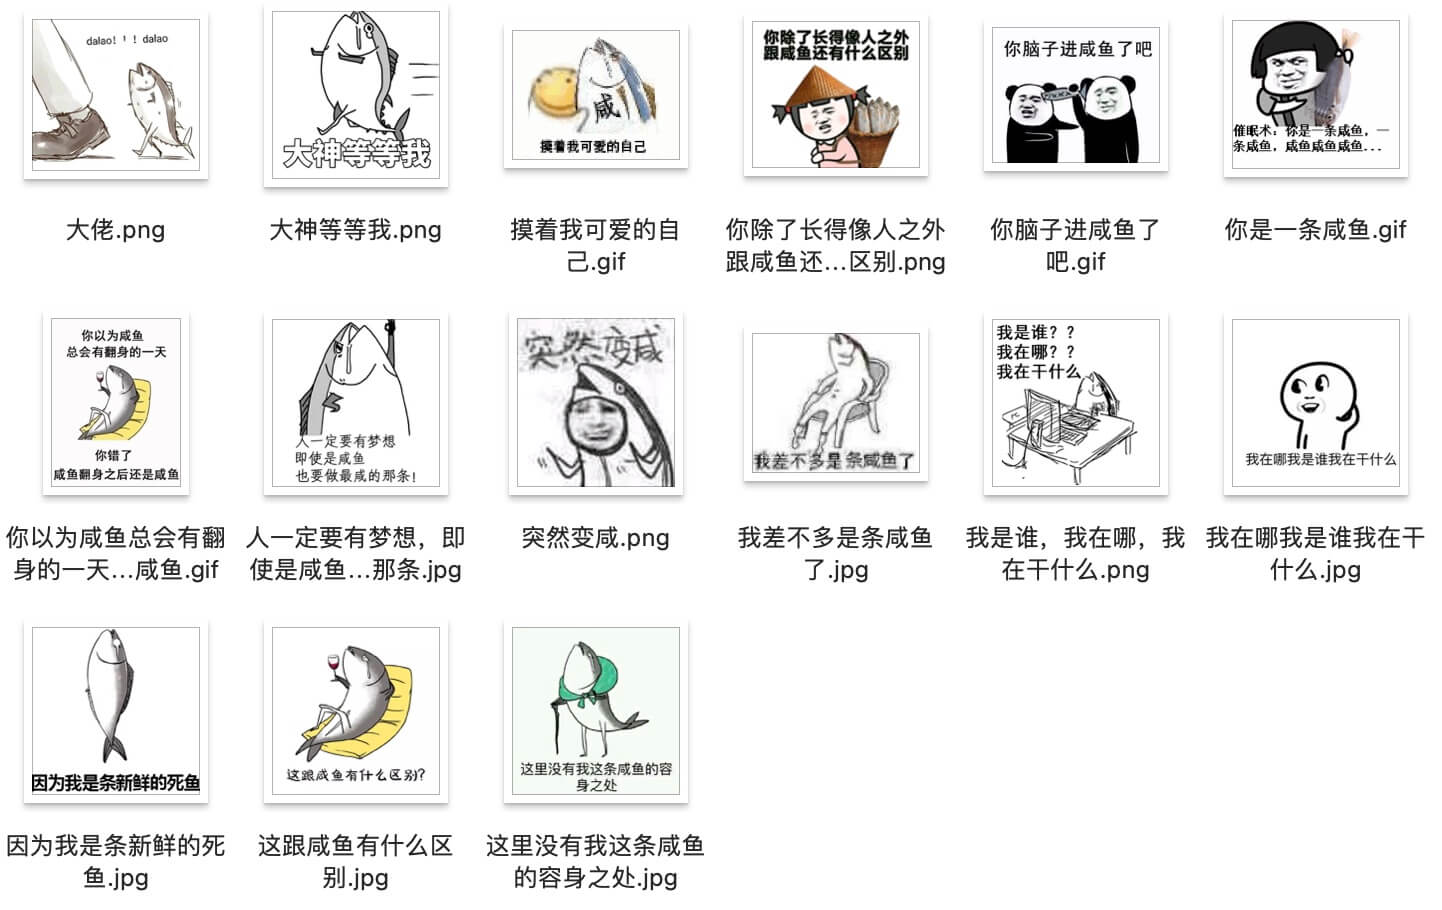 dalao！！！dalao
大神等等我
咸
摸着我可爱的自己
你除了长得像人之外
跟咸鱼还有什么区别
你脑子进咸鱼了吧
催眠术：你是一条咸鱼，一
条咸鱼，咸鱼咸鱼咸鱼...
大佬.png
大神等等我.png
摸着我可爱的自
己.gif
你除了长得像人之外
跟咸鱼还...区别.png
你脑子进咸鱼了
吧.gif
你是一条咸鱼.gif
你以为咸鱼
总会有翻身的一天
你错了
咸鱼翻身之后还是咸鱼
人一定要有梦想
即使是咸鱼
也要做最咸的那条！
突然变咸
我差不多是条咸鱼了
我是谁？？
我在哪？？
我在干什么
PC
我在哪我是谁我在干什么
你以为咸鱼总会有翻
身的一天...咸鱼.gif
人一定要有梦想，即
使是咸鱼...那条.jpg
突然变咸.png
我差不多是条咸鱼
了.jpg
我是谁，我在哪，我
在干什么.png
我在哪我是谁我在干
什么.jpg
因为我是条新鲜的死鱼
这跟咸鱼有什么区别？
这里没有我这条咸鱼的容
身之处
因为我是条新鲜的死
鱼.jpg
这跟咸鱼有什么区
别.jpg
这里没有我这条咸鱼
的容身之处.jpg